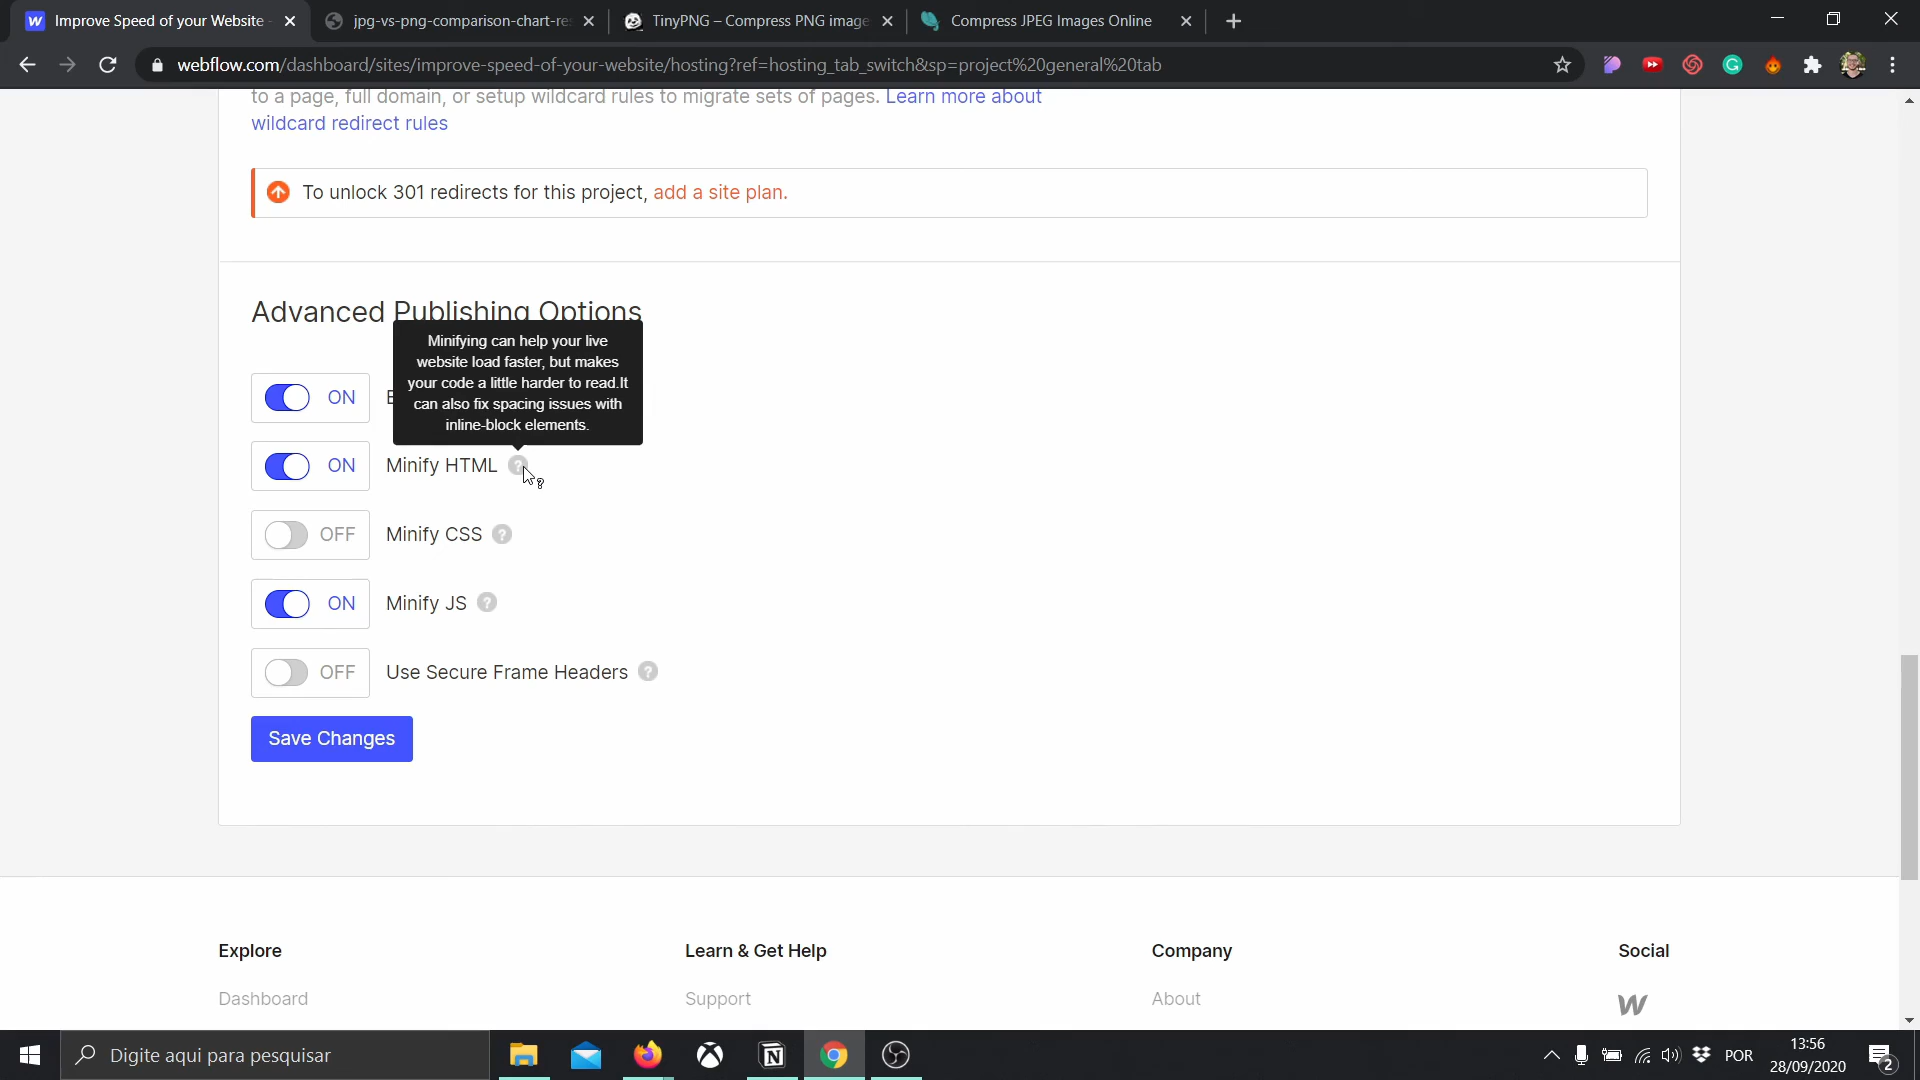 Improve Speed of your Website -
jpg-vs-png-comparison-chart-re
TinyPNG – Compress PNG image
Compress JPEG Images Online
webflow.com/dashboard/sites/improve-speed-of-your-website/hosting?ref=hosting_tab_switch&sp=project%20general%20tab
to a page, full domain, or setup wildcard rules to migrate sets of pages. Learn more about
wildcard redirect rules
To unlock 301 redirects for this project, add a site plan.
Advanced Publishing Options
Minifying can help your live
website load faster, but makes
your code a little harder to read.It
can also fix spacing issues with
inline-block elements.
ON
ON Minify HTML ?
OFF Minify CSS ?
ON Minify JS ?
OFF Use Secure Frame Headers ?
Save Changes
Explore
Learn & Get Help
Company
Social
Dashboard
Support
About
Digite aqui para pesquisar
POR
13:56
28/09/2020
2